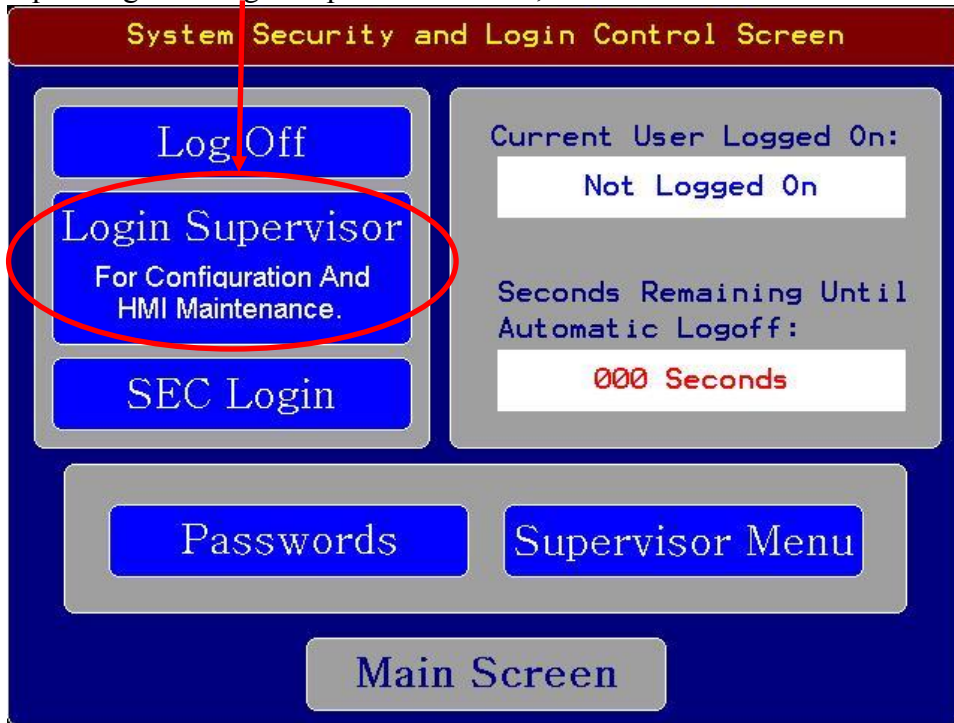 System Security and Login Control Screen
Log Off
Login Supervisor
For Configuration And
HMI Maintenance.
SEC Login
Current User Logged On:
Not Logged On
Seconds Remaining Until
Automatic Logoff:
000 Seconds
Passwords
Supervisor Menu
Main Screen